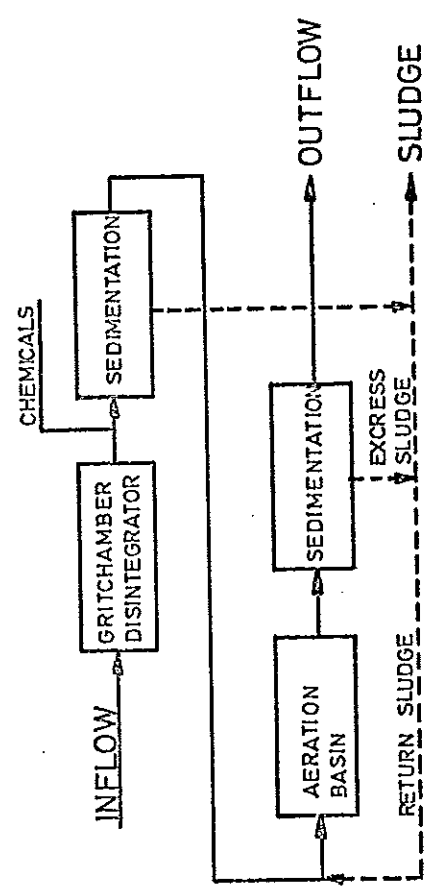 INFLOW
GRITCHAMBER
DISINTEGRATOR
CHEMICALS
SEDIMENTATION
AERATION
BASIN
SEDIMENTATION
OUTFLOW
EXCRESS
SLUDGE
RETURN SLUDGE
SLUDGE